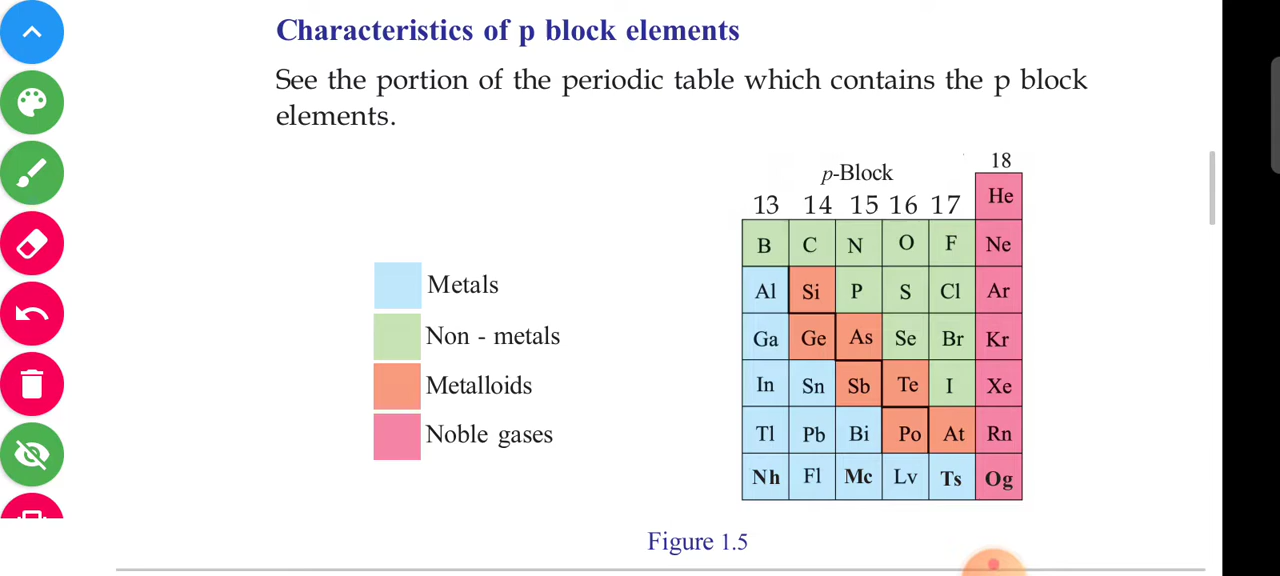 Characteristics of p block elements
See the portion of the periodic table which contains the p block
elements.
18
p-Block
13 14 15 16 17
He
B C N O F Ne
Al Si P S Cl Ar
Ga Ge As Se Br Kr
In Sn Sb Te I Xe
Tl Pb Bi Po At Rn
Nh Fl Mc Lv Ts Og
Metals
Non - metals
Metalloids
Noble gases
Figure 1.5